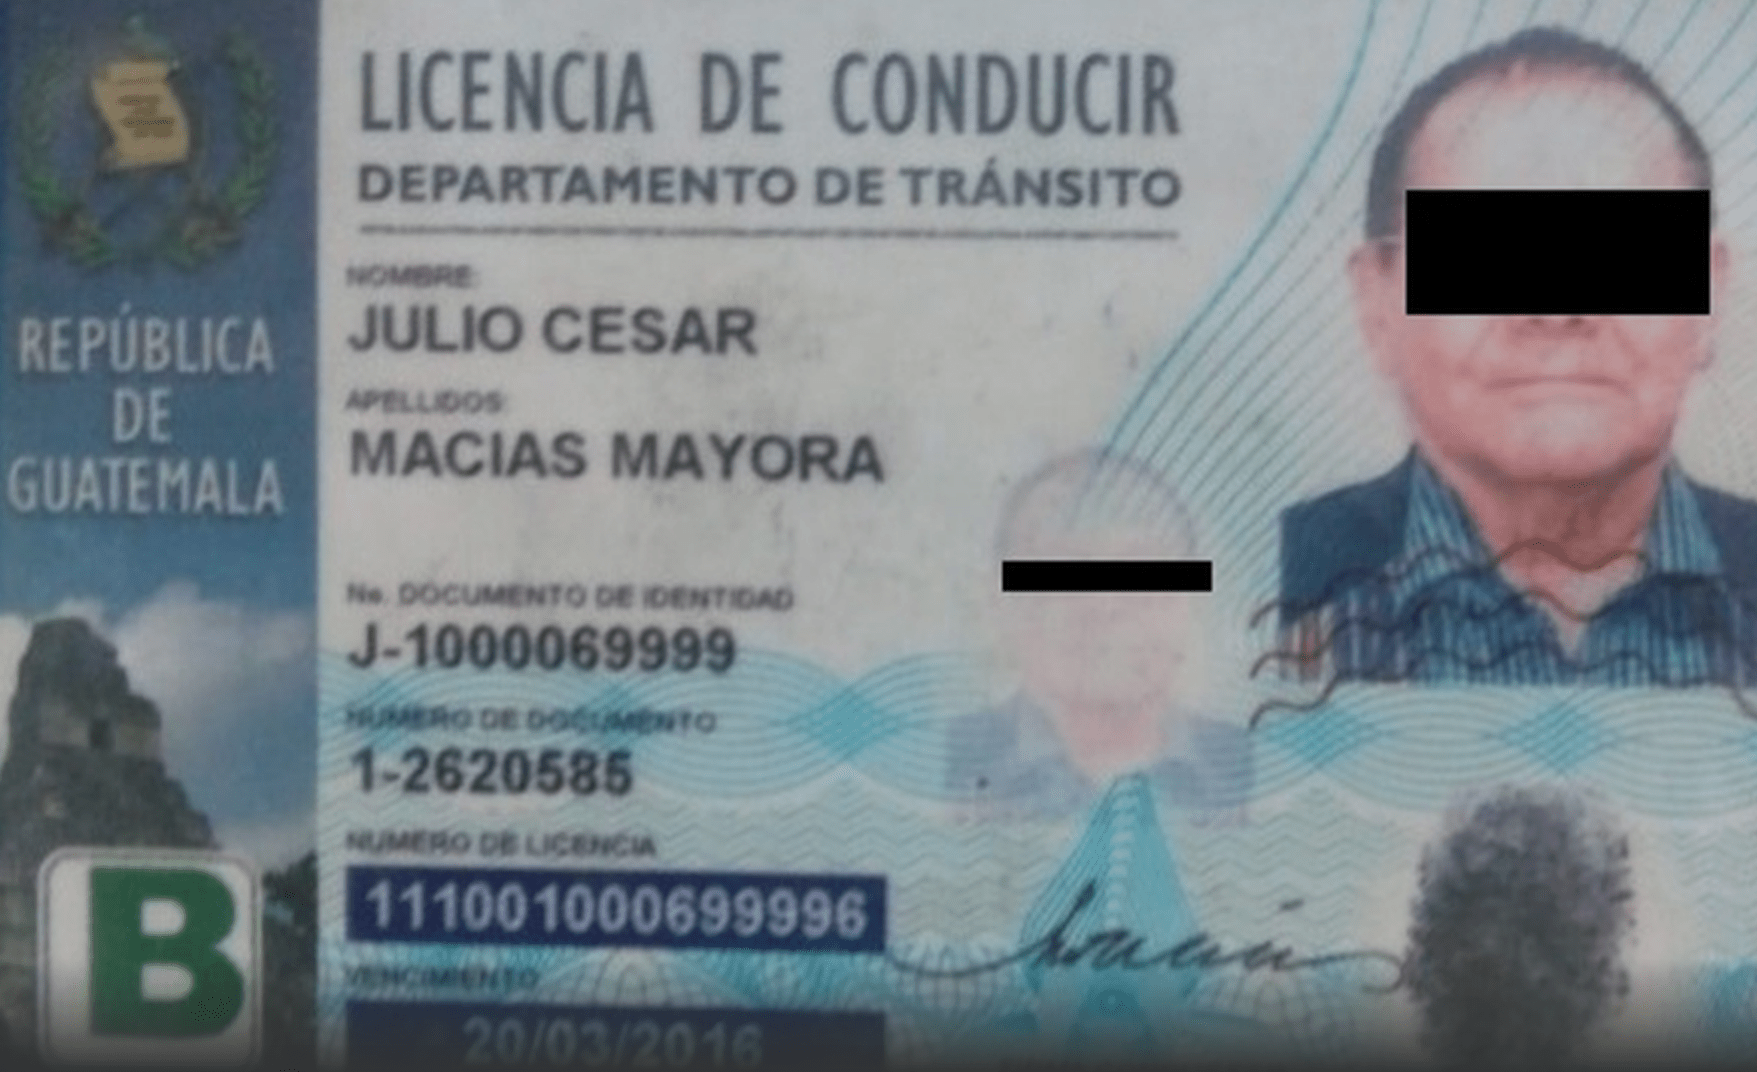 REPÚBLICA
DE
GUATEMALA
B
LICENCIA DE CONDUCIR
DEPARTAMENTO DE TRÁNSITO
NOMBRE:
JULIO CESAR
APELLIDOS:
MACIAS MAYORA
No. DOCUMENTO DE IDENTIDAD
J-1000069999
NUMERO DE DOCUMENTO
1-2620585
NUMERO DE LICENCIA
111001000699996
VENCIMIENTO
20/03/2016